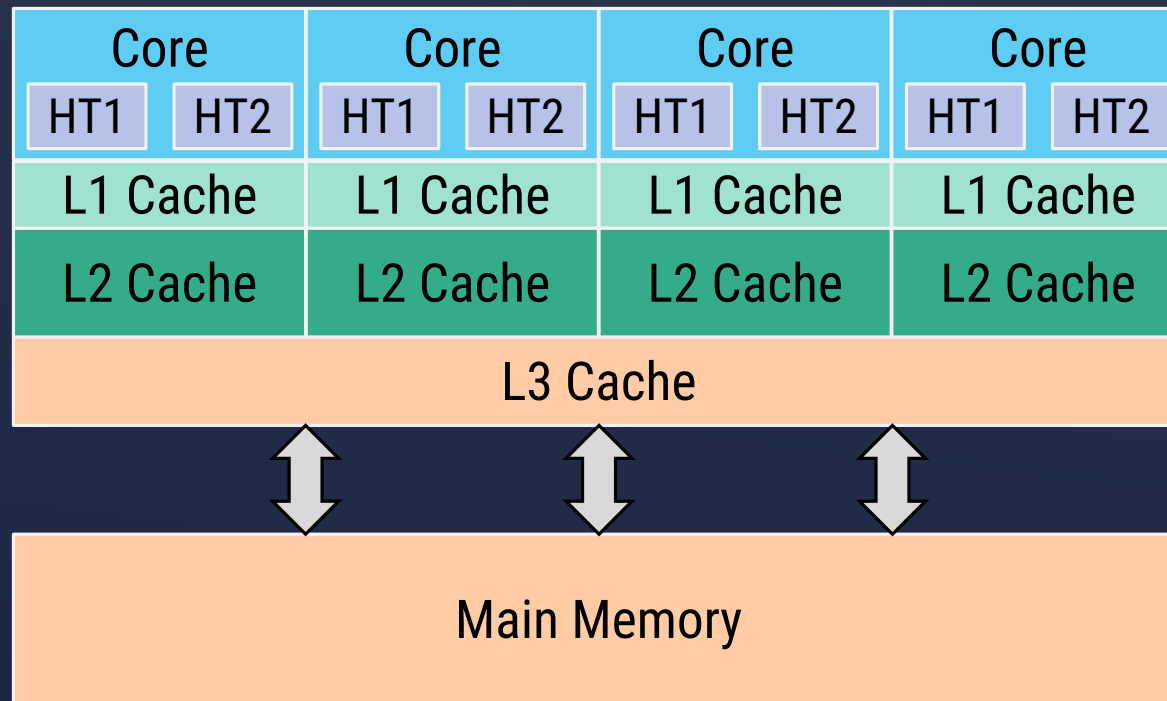 Core Core Core Core
HT1 HT2 HT1 HT2 HT1 HT2 HT1 HT2
L1 Cache L1 Cache L1 Cache L1 Cache
L2 Cache L2 Cache L2 Cache L2 Cache
L3 Cache
Main Memory